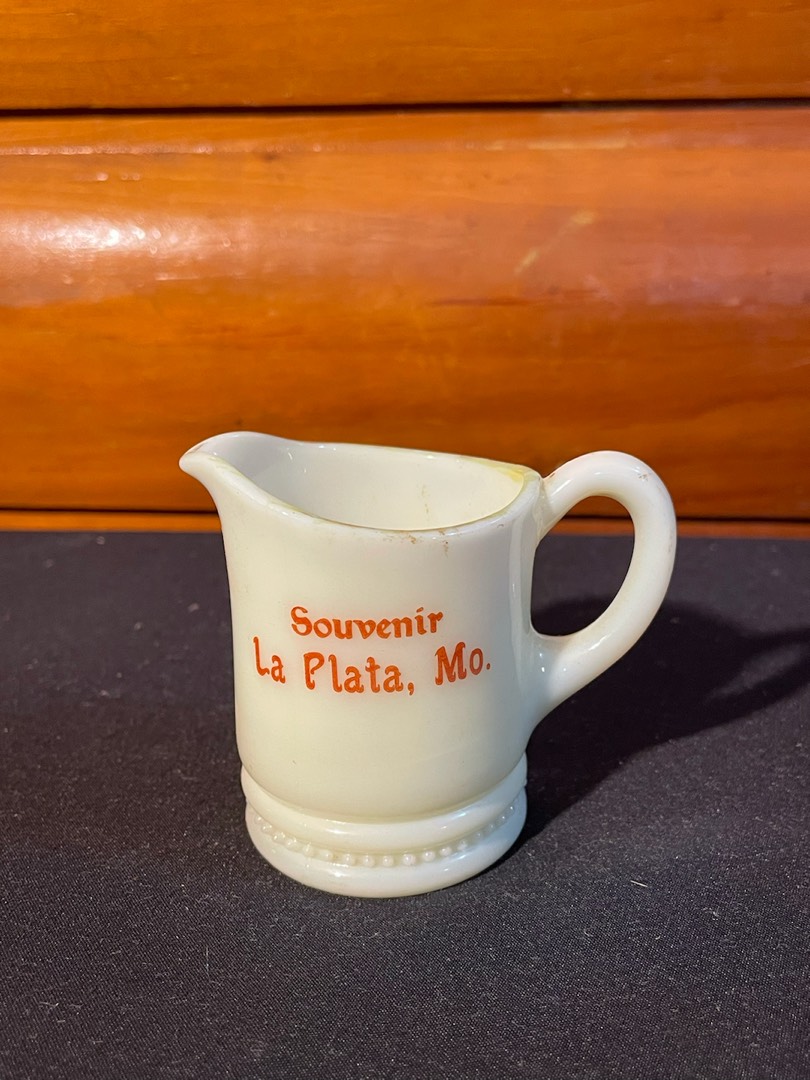 Souvenir
La Plata, Mo.